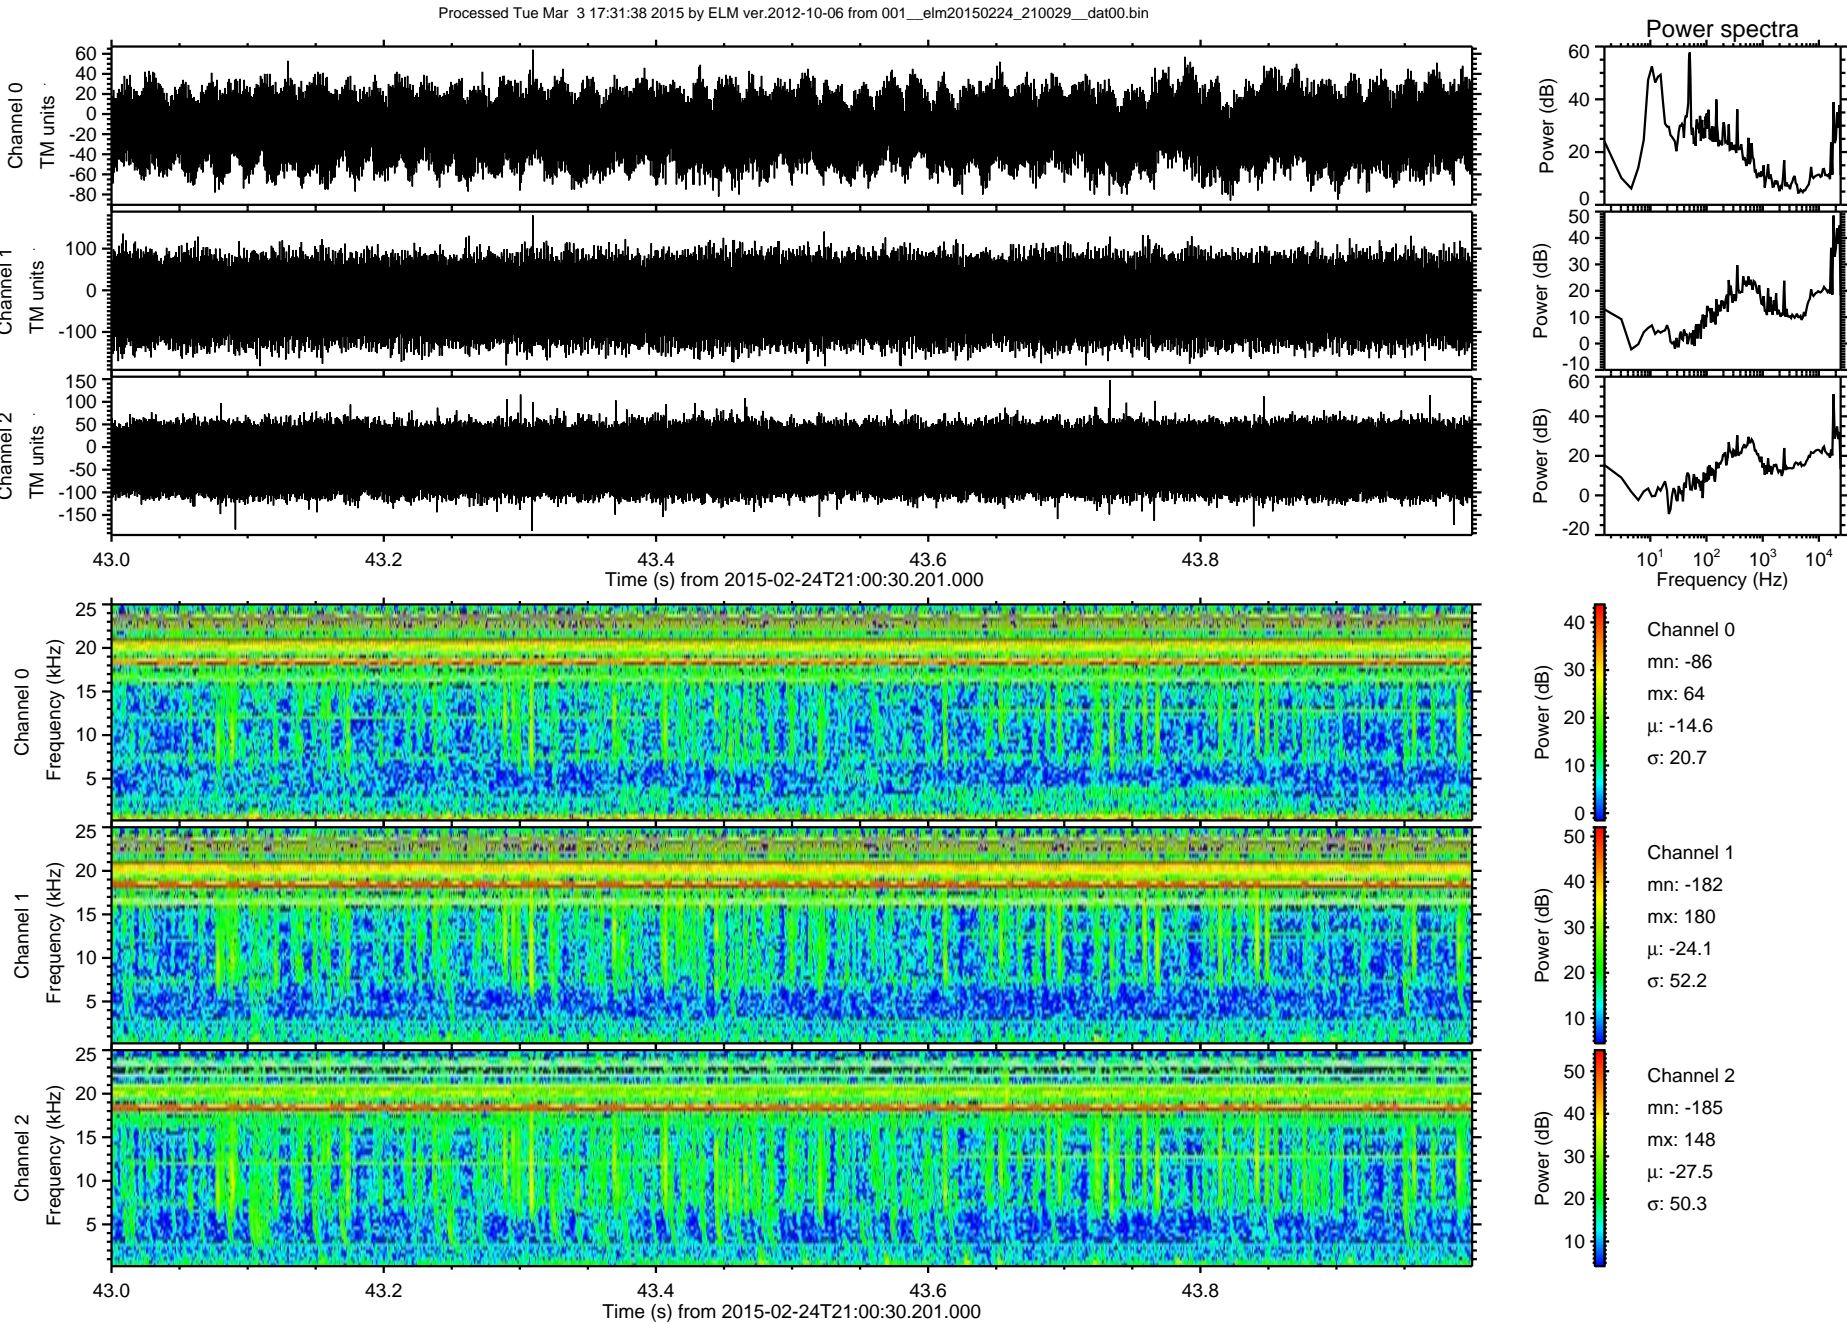 Processed Tue Mar  3 17:31:38 2015 by ELM ver.2012-10-06 from 001__elm20150224_210029__dat00.bin
Power spectra
Channel 0
TM units
60
40
20
0
-20
-40
-60
-80
Power (dB)
60
40
20
0
Channel 1
TM units
100
0
-100
Power (dB)
50
40
30
20
10
0
-10
Channel 2
TM units
150
100
50
0
-50
-100
-150
Power (dB)
60
40
20
0
-20
43.0 43.2 43.4 43.6 43.8
Time (s) from 2015-02-24T21:00:30.201.000
10^1 10^2 10^3 10^4
Frequency (Hz)
Channel 0
Frequency (kHz)
25
20
15
10
5
Power (dB)
40
30
20
10
0
Channel 0
mn: -86
mx: 64
μ: -14.6
σ: 20.7
Channel 1
Frequency (kHz)
25
20
15
10
5
Power (dB)
50
40
30
20
10
Channel 1
mn: -182
mx: 180
μ: -24.1
σ: 52.2
Channel 2
Frequency (kHz)
25
20
15
10
5
Power (dB)
50
40
30
20
10
Channel 2
mn: -185
mx: 148
μ: -27.5
σ: 50.3
43.0 43.2 43.4 43.6 43.8
Time (s) from 2015-02-24T21:00:30.201.000